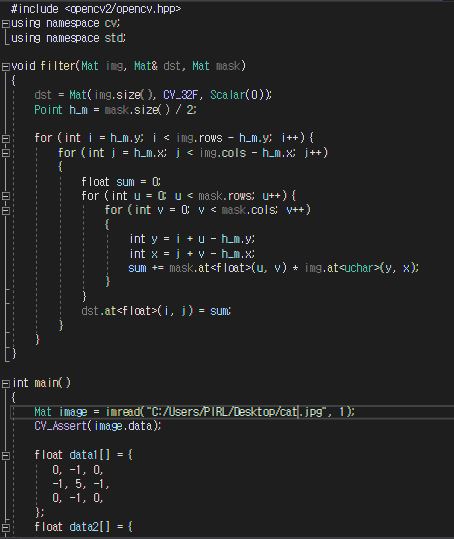 #include <opencv2/opencv.hpp>
using namespace cv;
using namespace std;
void filter(Mat img, Mat& dst, Mat mask)
{
dst = Mat(img.size(), CV_32F, Scalar(0));
Point h_m = mask.size() / 2;
for (int i = h_m.y; i < img.rows - h_m.y; i++) {
for (int j = h_m.x; j < img.cols - h_m.x; j++)
{
float sum = 0;
for (int u = 0; u < mask.rows; u++) {
for (int v = 0; v < mask.cols; v++)
{
int y = i + u - h_m.y;
int x = j + v - h_m.x;
sum += mask.at<float>(u, v) * img.at<uchar>(y, x);
}
}
dst.at<float>(i, j) = sum;
}
}
}
int main()
{
Mat image = imread("C:/Users/PIRL/Desktop/cat.jpg", 1);
CV_Assert(image.data);
float data1[] = {
0, -1, 0,
-1, 5, -1,
0, -1, 0,
};
float data2[] = {